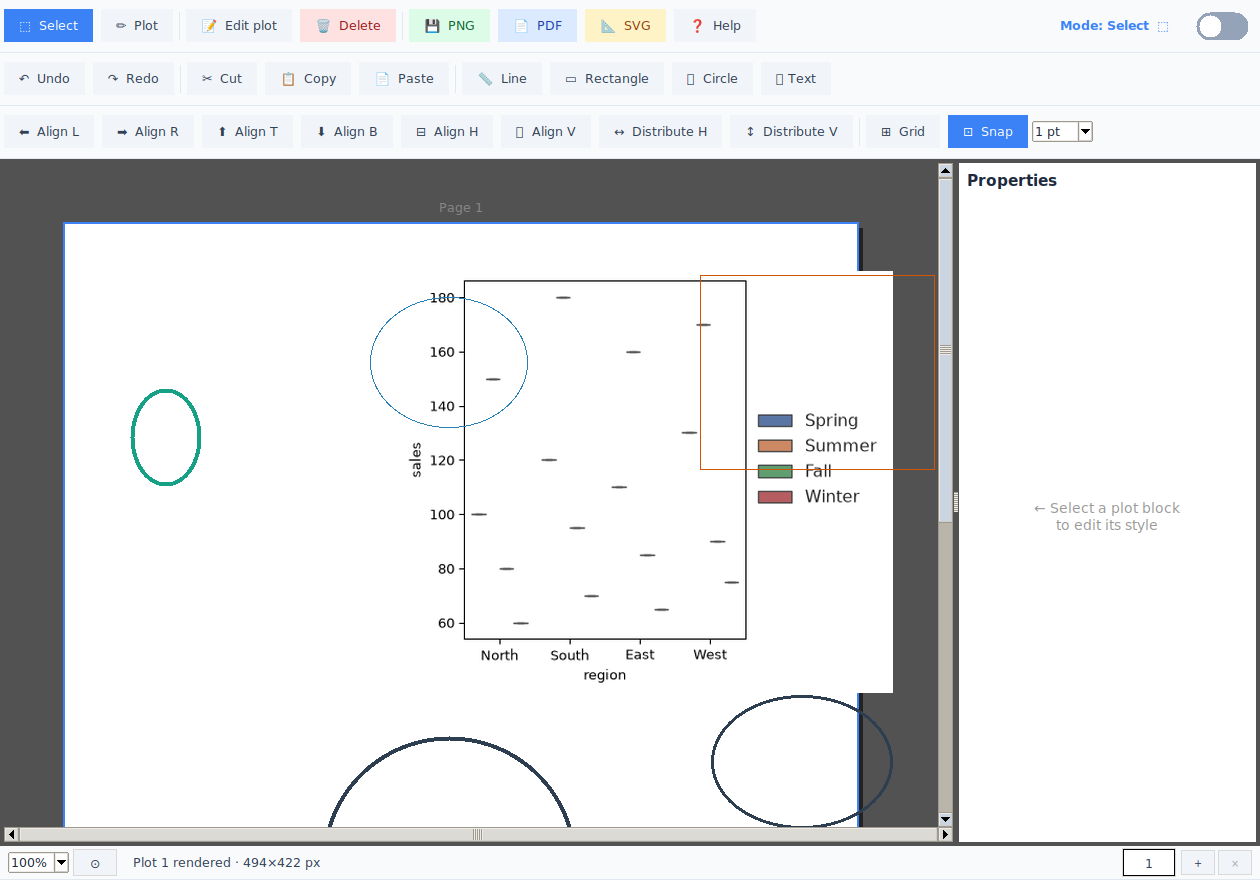 Select Plot Edit plot Delete PNG PDF SVG Help Mode: Select
Undo Redo Cut Copy Paste Line Rectangle Circle Text
Align L Align R Align T Align B Align H Align V Distribute H Distribute V Grid Snap 1 pt
Page 1
Properties
180
160
140
120
100
80
60
sales
North South East West
region
Spring
Summer
Fall
Winter
← Select a plot block
to edit its style
100% Plot 1 rendered · 494×422 px 1 + ×